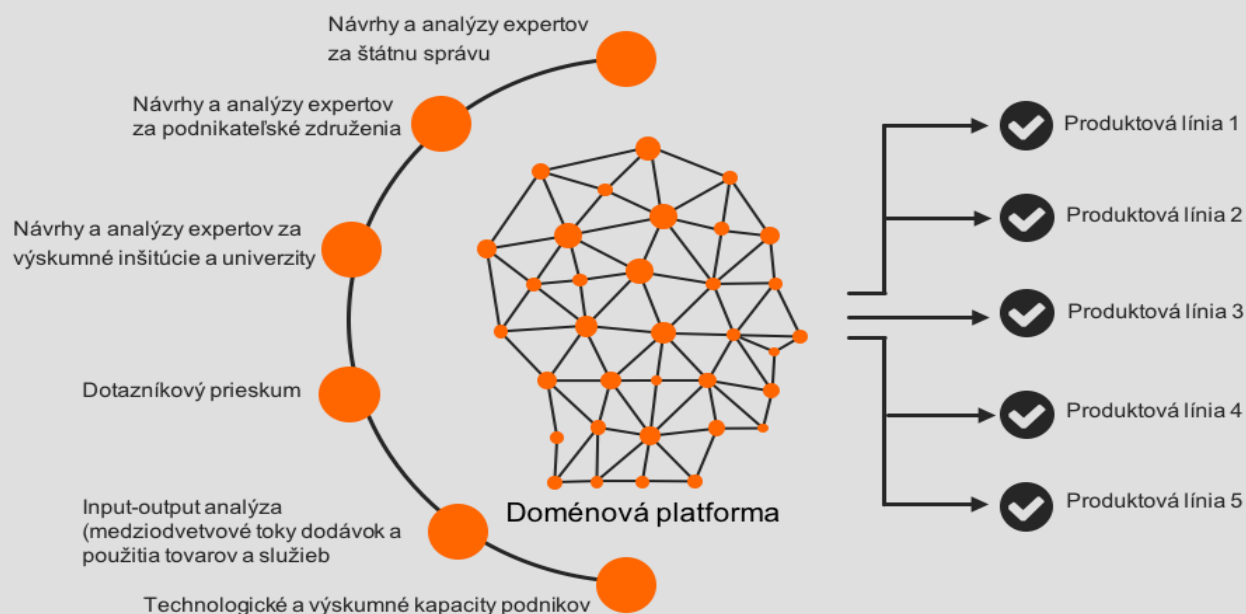 Návrhy a analýzy expertov
za štátnu správu
Návrhy a analýzy expertov
za podnikateľské združenia
Návrhy a analýzy expertov za
výskumné inšitúcie a univerzity
Dotazníkový prieskum
Input-output analýza
(medziodvetvové toky dodávok a
použitia tovarov a služieb
Technologické a výskumné kapacity podnikov
Doménová platforma
Produktová línia 1
Produktová línia 2
Produktová línia 3
Produktová línia 4
Produktová línia 5